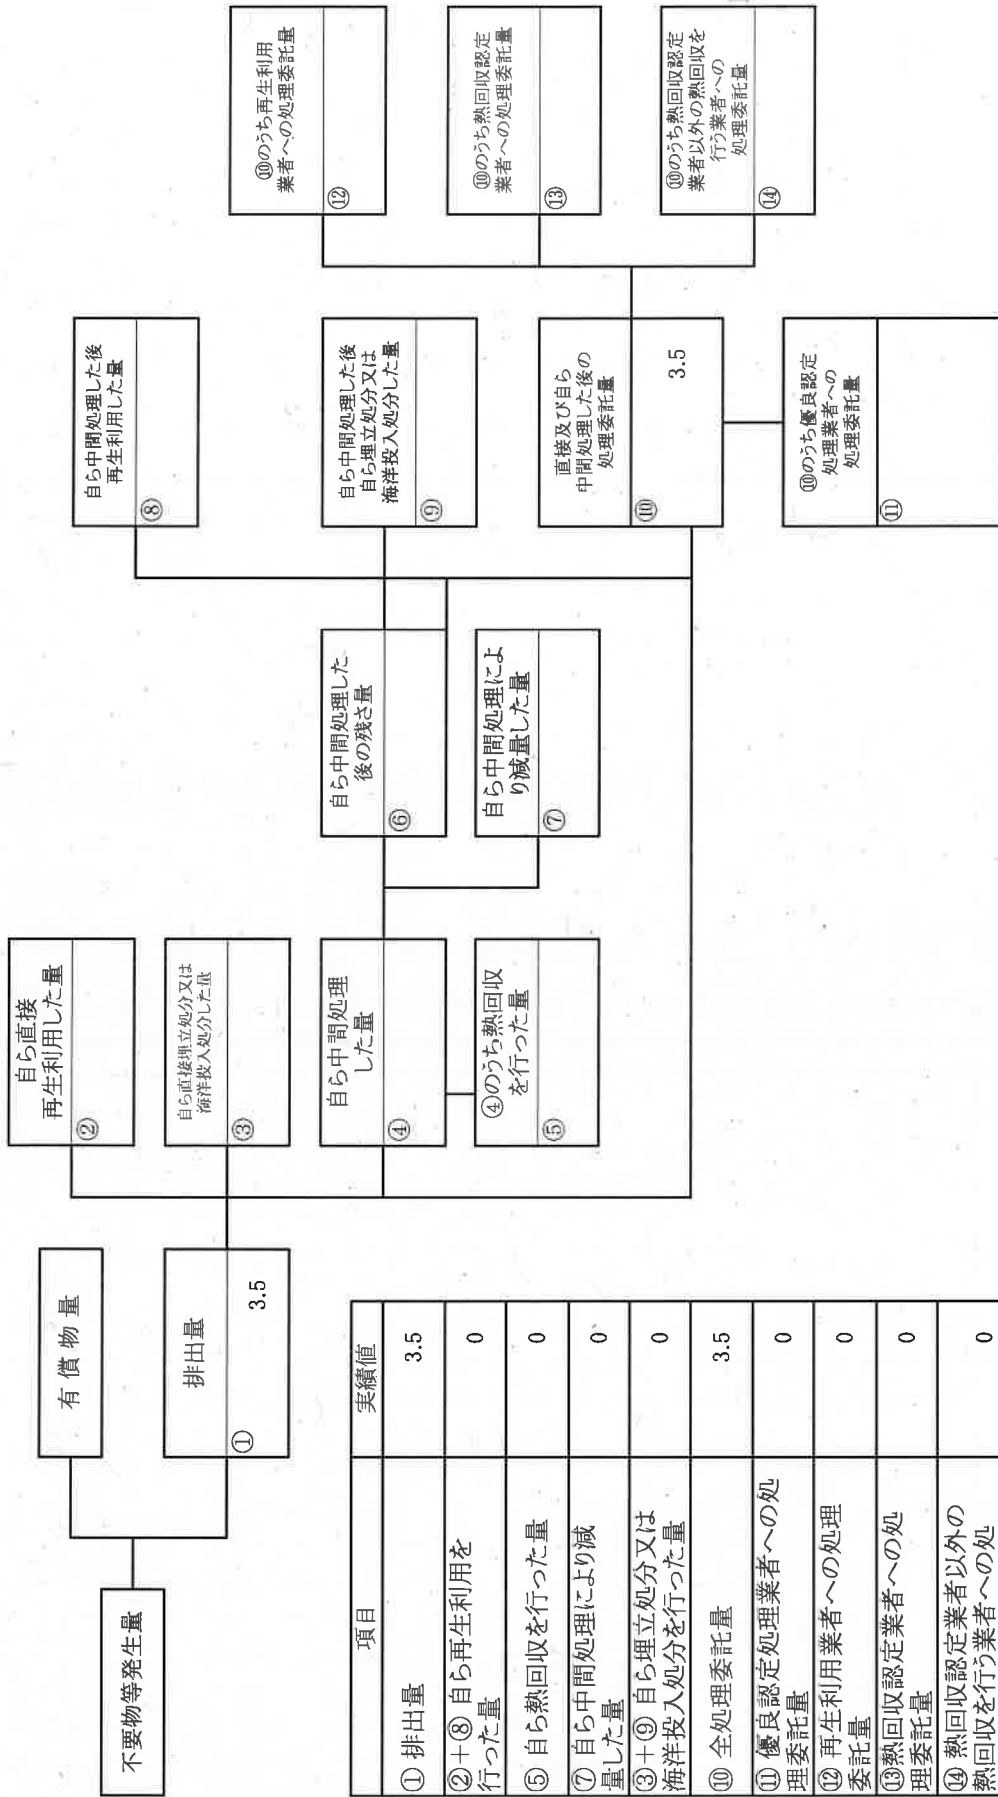 不要物等発生量
有償物量
排出量
①
3.5
自ら直接
再生利用した量
②
自ら直接埋立処分又は
海洋投入処分した量
③
自ら中間処理
した量
④
④のうち熱回収
を行った量
⑤
自ら中間処理した
後の残さ量
⑥
自ら中間処理によ
り減量した量
⑦
自ら中間処理した後
再生利用した量
⑧
自ら中間処理した後
自ら埋立処分又は
海洋投入処分した量
⑨
直接及び自ら
中間処理した後の
処理委託量
⑩
3.5
⑩のうち優良認定
処理業者への
処理委託量
⑪
⑩のうち再生利用
業者への処理委託量
⑫
⑩のうち熱回収認定
業者への処理委託量
⑬
⑩のうち熱回収認定
業者以外の熱回収を
行う業者への
処理委託量
⑭
項目
実績値
① 排出量
3.5
②+⑧ 自ら再生利用を
行った量
0
⑤ 自ら熱回収を行った量
0
⑦ 自ら中間処理により減
量した量
0
③+⑨ 自ら埋立処分又は
海洋投入処分を行った量
0
⑩ 全処理委託量
3.5
⑪ 優良認定処理業者への処
理委託量
0
⑫ 再生利用業者への処理
委託量
0
⑬熱回収認定業者への処
理委託量
0
⑭ 熱回収認定業者以外の
熱回収を行う業者への処
0